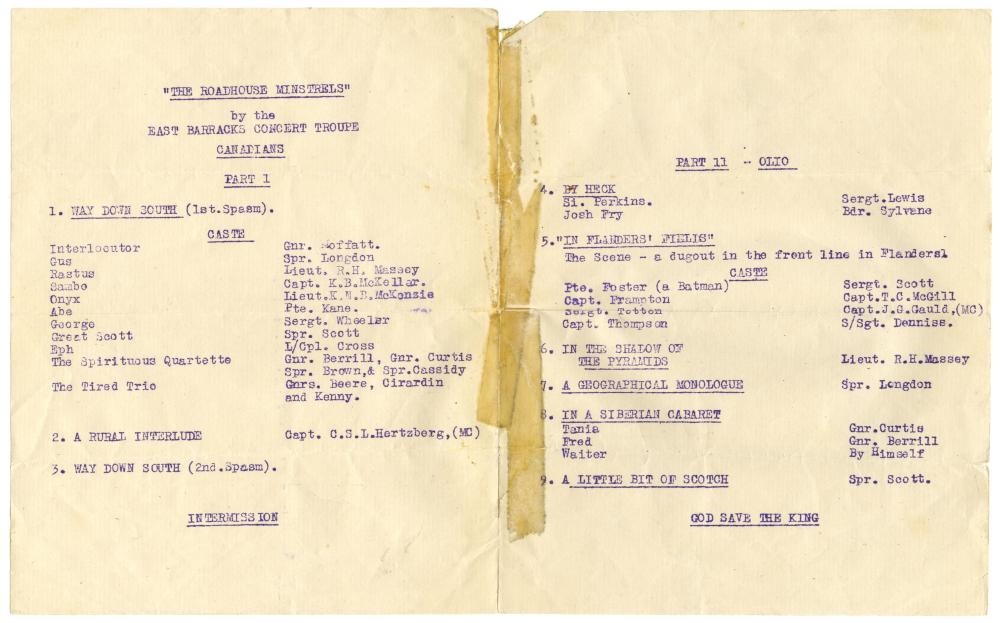 "THE ROADHOUSE MINSTRELS"
by the
EAST BARRACKS CONCERT TROUPE
CANADIANS
PART 1
1. WAY DOWN SOUTH (1st.Spasm).
CASTE
Interlocutor Gnr. Moffatt.
Gus Spr. Longdon
Rastus Lieut. R.H. Massey
Sambo Capt. K.B.McKellar.
Onyx Lieut.K.N.B.McKenzie
Abe Pte. Kane.
George Sergt. Wheeler
Great Scott Spr. Scott
Eph L/Cpl. Cross
The Spirituous Quartette Gnr. Berrill, Gnr. Curtis
Spr. Brown,& Spr.Cassidy
The Tired Trio Gnrs. Beere, Cirardin
and Kenny.
2. A RURAL INTERLUDE Capt. C.S.L.Hertzberg,(MC)
3. WAY DOWN SOUTH (2nd.Spasm).
INTERMISSION
PART 11 - OLIO
4. BY HECK
Si. Perkins. Sergt.Lewis
Josh Fry Bdr. Sylvane
5."IN FLANDERS' FIELDS"
The Scene - a dugout in the front line in Flandersl
CASTE
Pte. Foster (a Batman) Sergt. Scott
Capt. Frampton Capt.T.C.McGill
Sergt. Totten Capt.J.G.Gauld,(MC)
Capt. Thompson S/Sgt. Denniss.
6. IN THE SHADOW OF
THE PYRAMIDS Lieut. R.H.Massey
7. A GEOGRAPHICAL MONOLOGUE Spr. Longdon
8. IN A SIBERIAN CABARET
Tania Gnr.Curtis
Fred Gnr. Berrill
Waiter By Himself
9. A LITTLE BIT OF SCOTCH Spr. Scott.
GOD SAVE THE KING